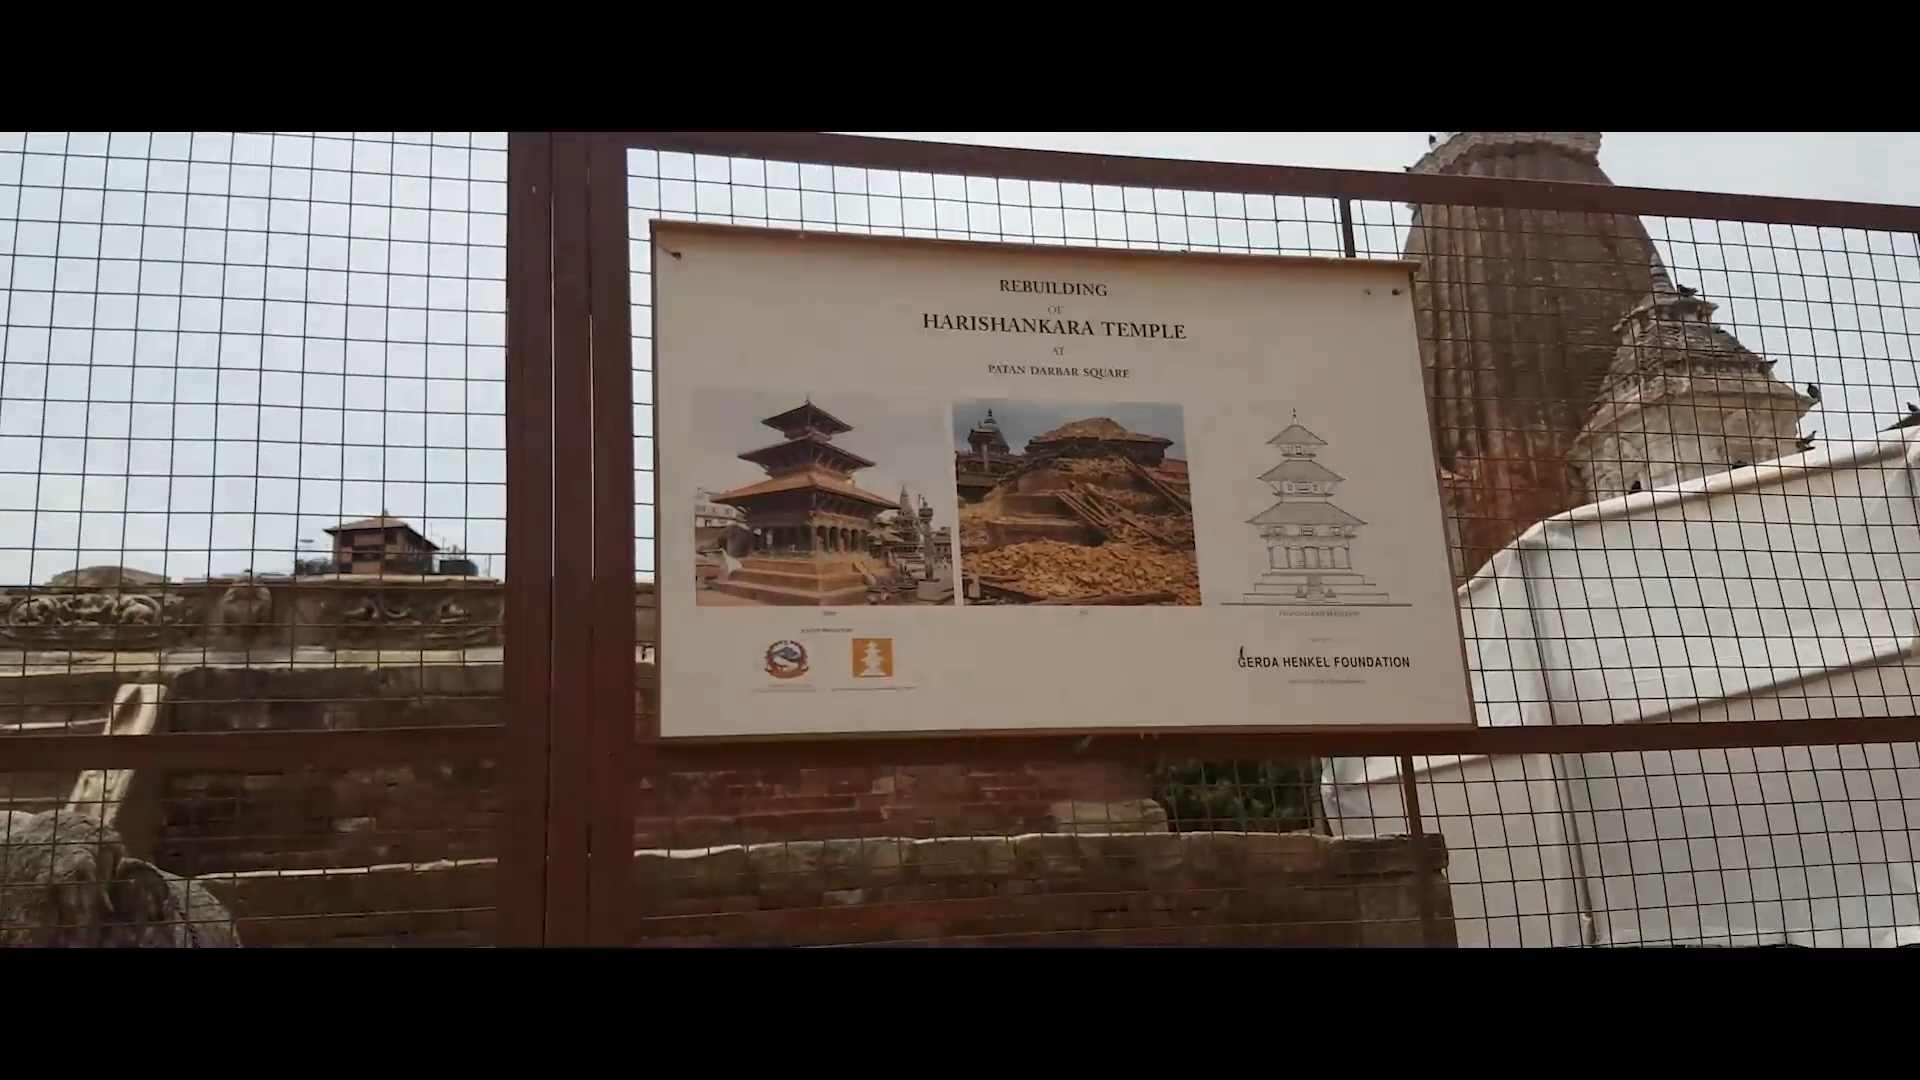 REBUILDING
OF
HARISHANKARA TEMPLE
AT
PATAN DARBAR SQUARE
GERDA HENKEL FOUNDATION